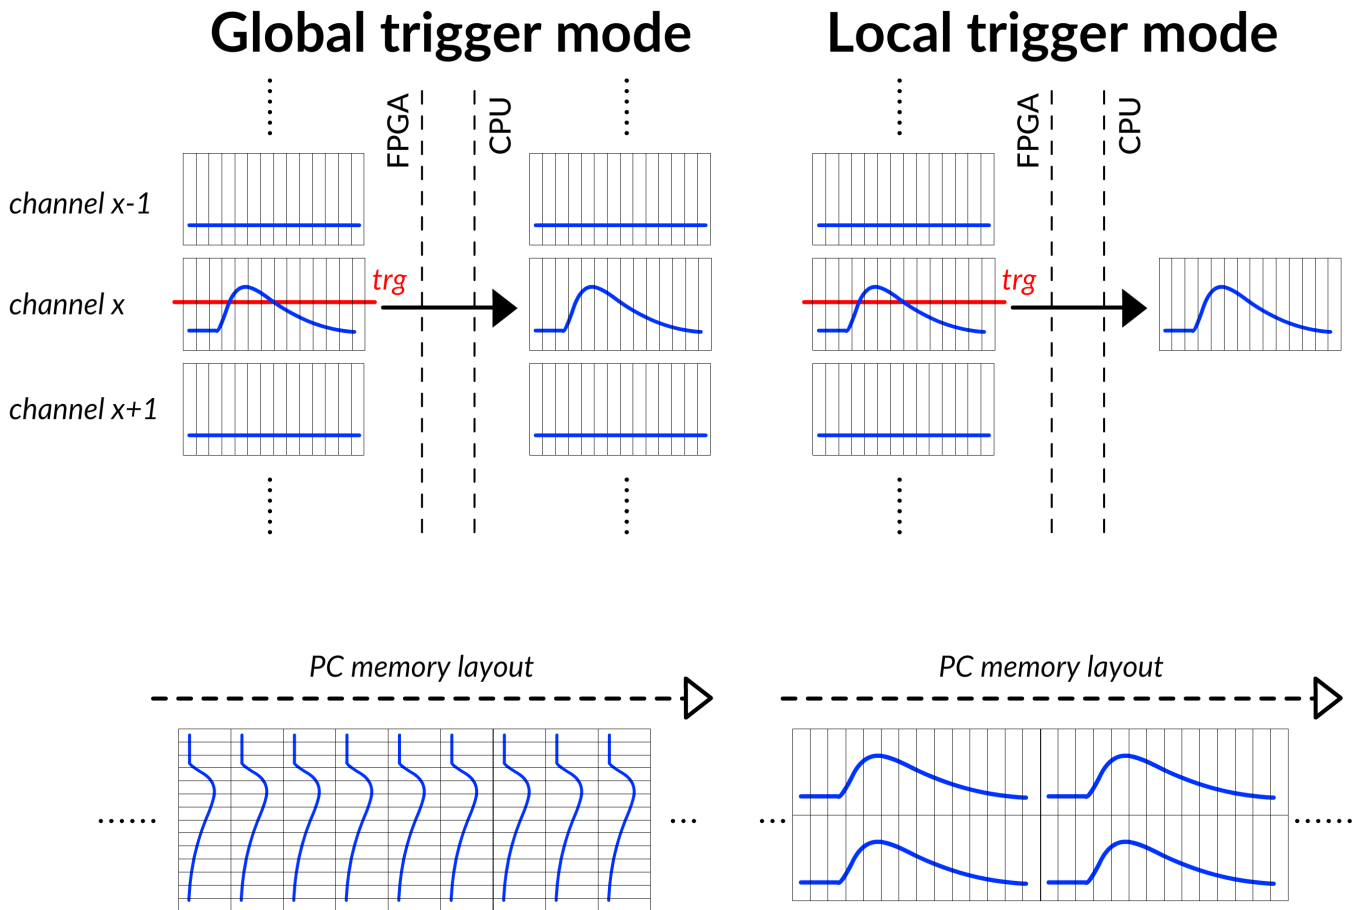 Global trigger mode
Local trigger mode
FPGA
CPU
FPGA
CPU
channel x-1
channel x
trg
trg
channel x+1
PC memory layout
PC memory layout